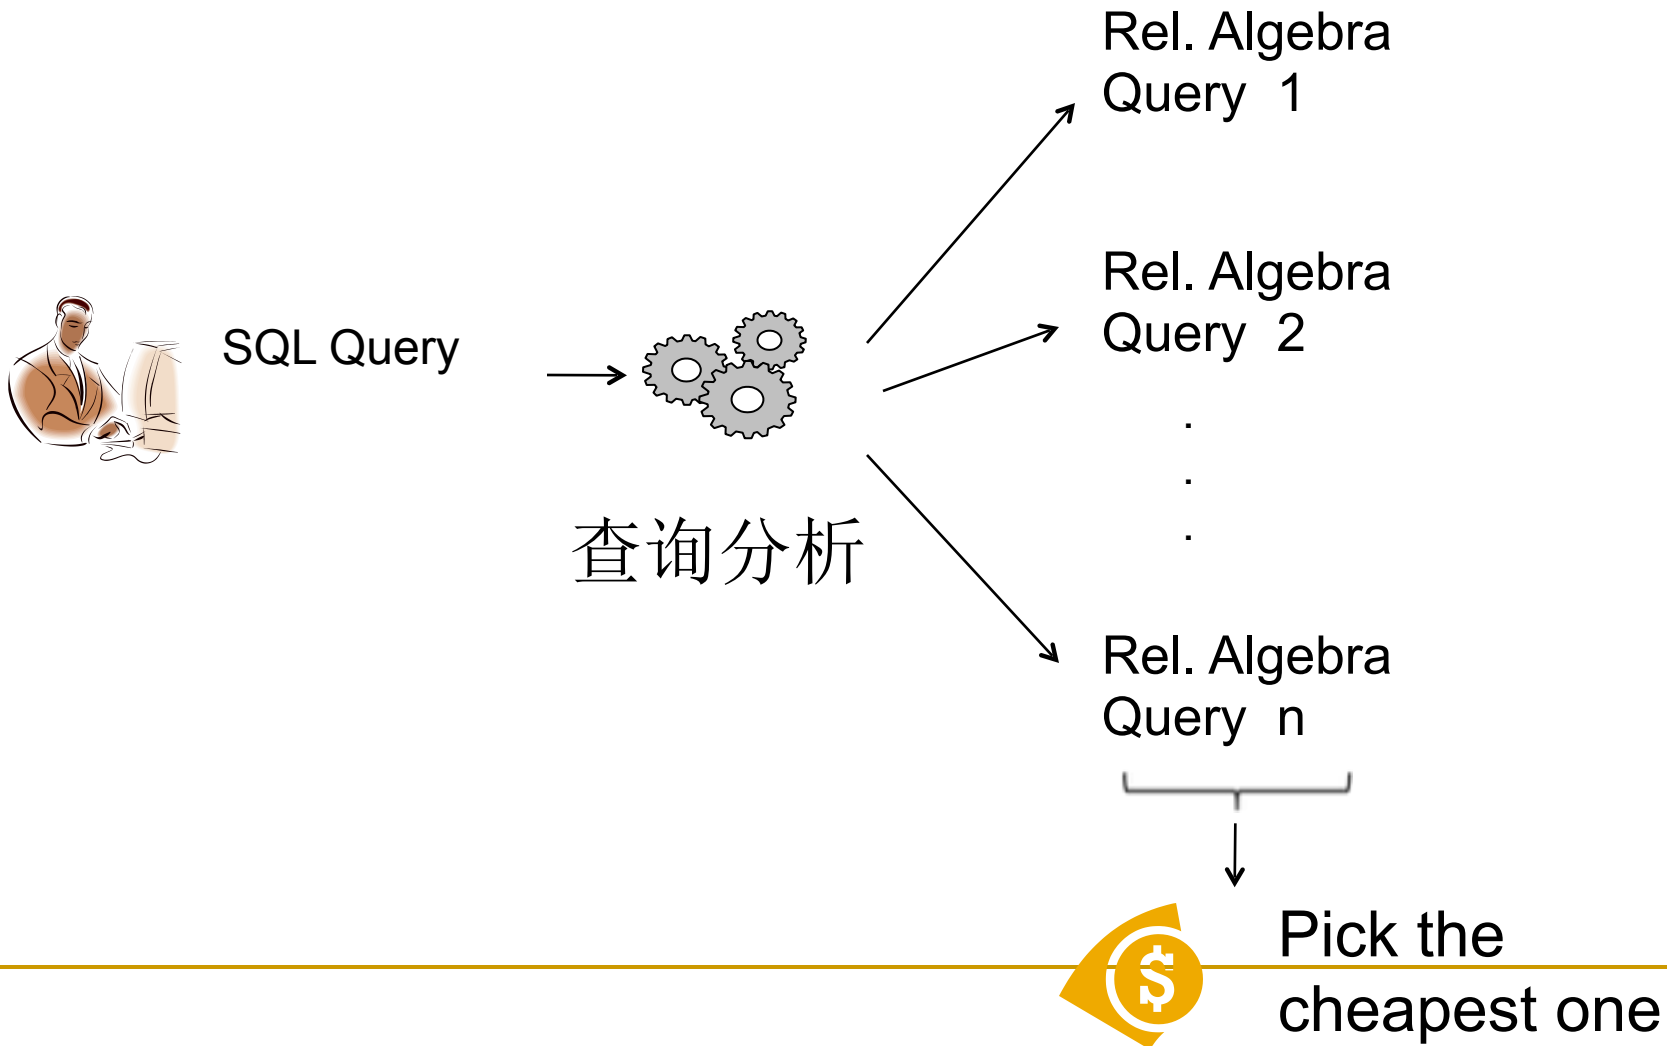 Rel. Algebra
Query 1
Rel. Algebra
Query 2
SQL Query
.
.
.
查询分析
Rel. Algebra
Query n
$
Pick the
cheapest one